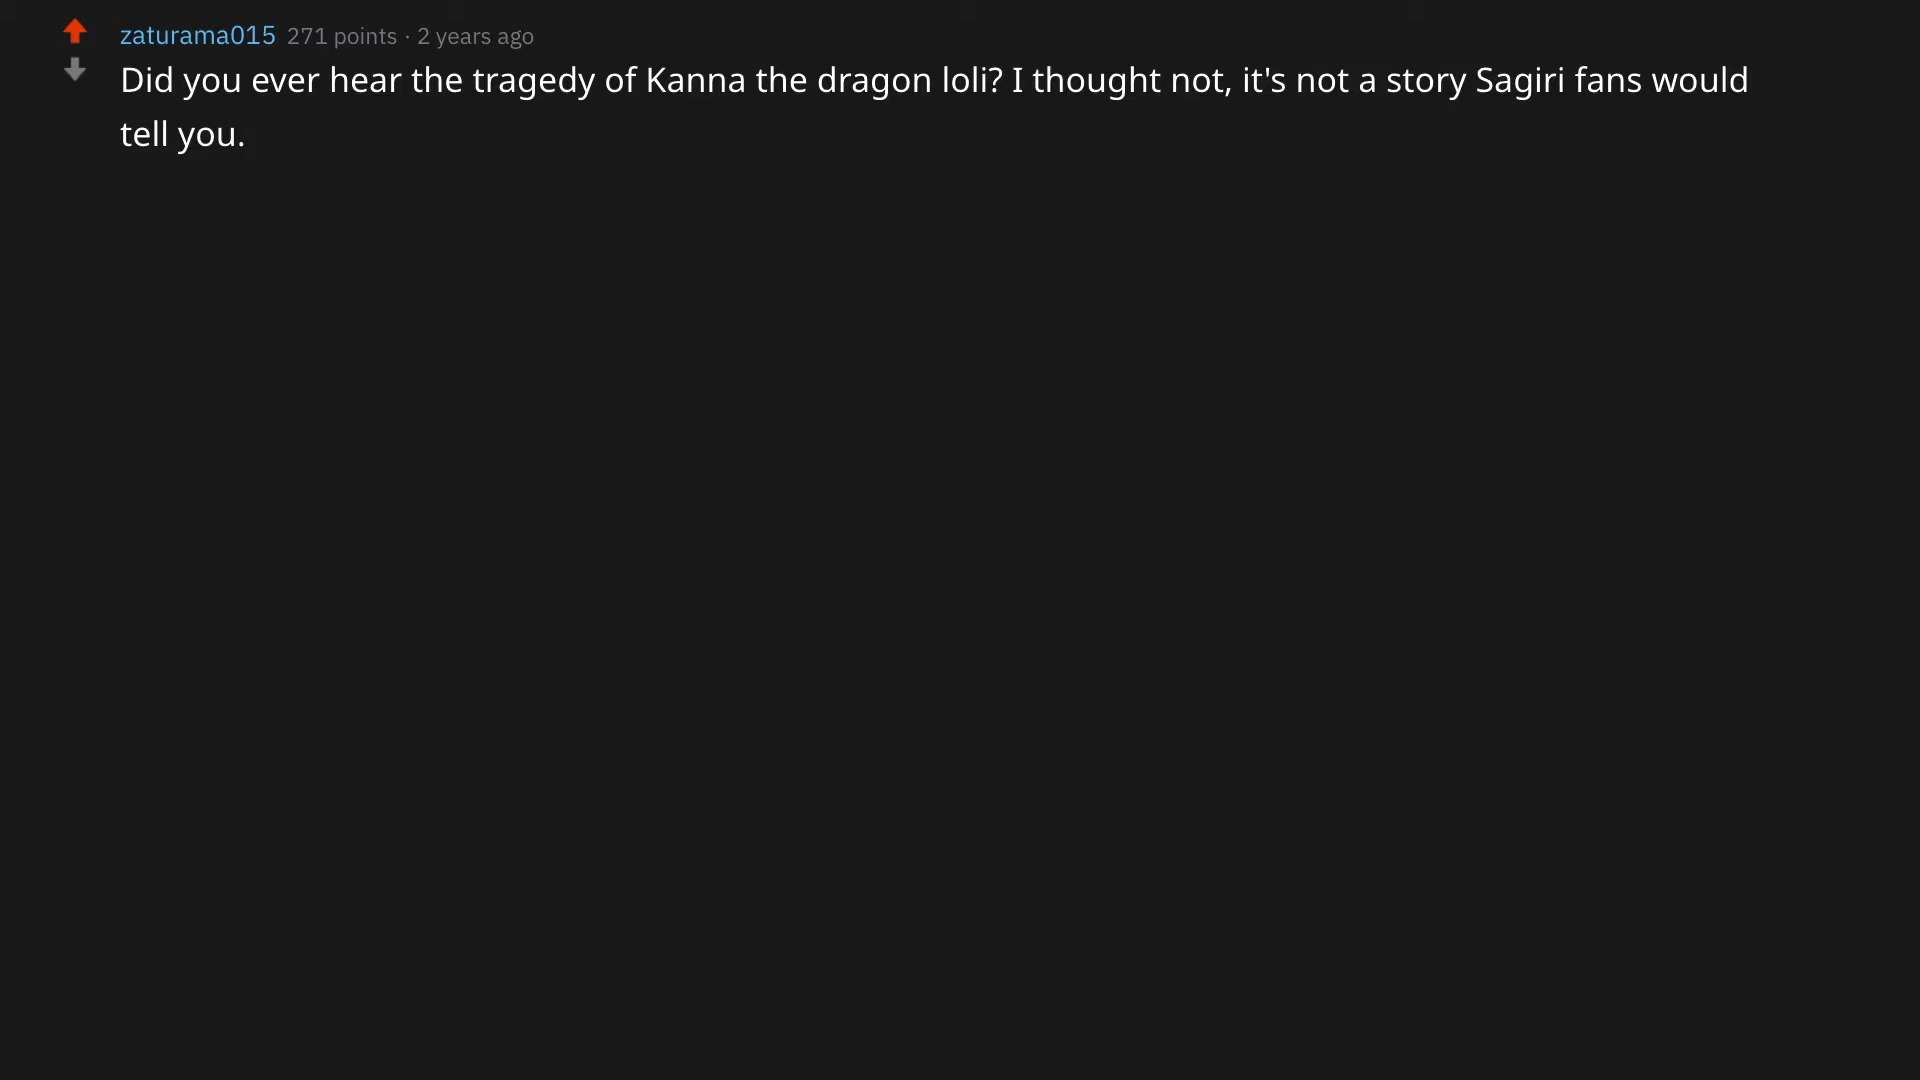 zaturama015 271 points · 2 years ago
Did you ever hear the tragedy of Kanna the dragon loli? I thought not, it's not a story Sagiri fans would
tell you.